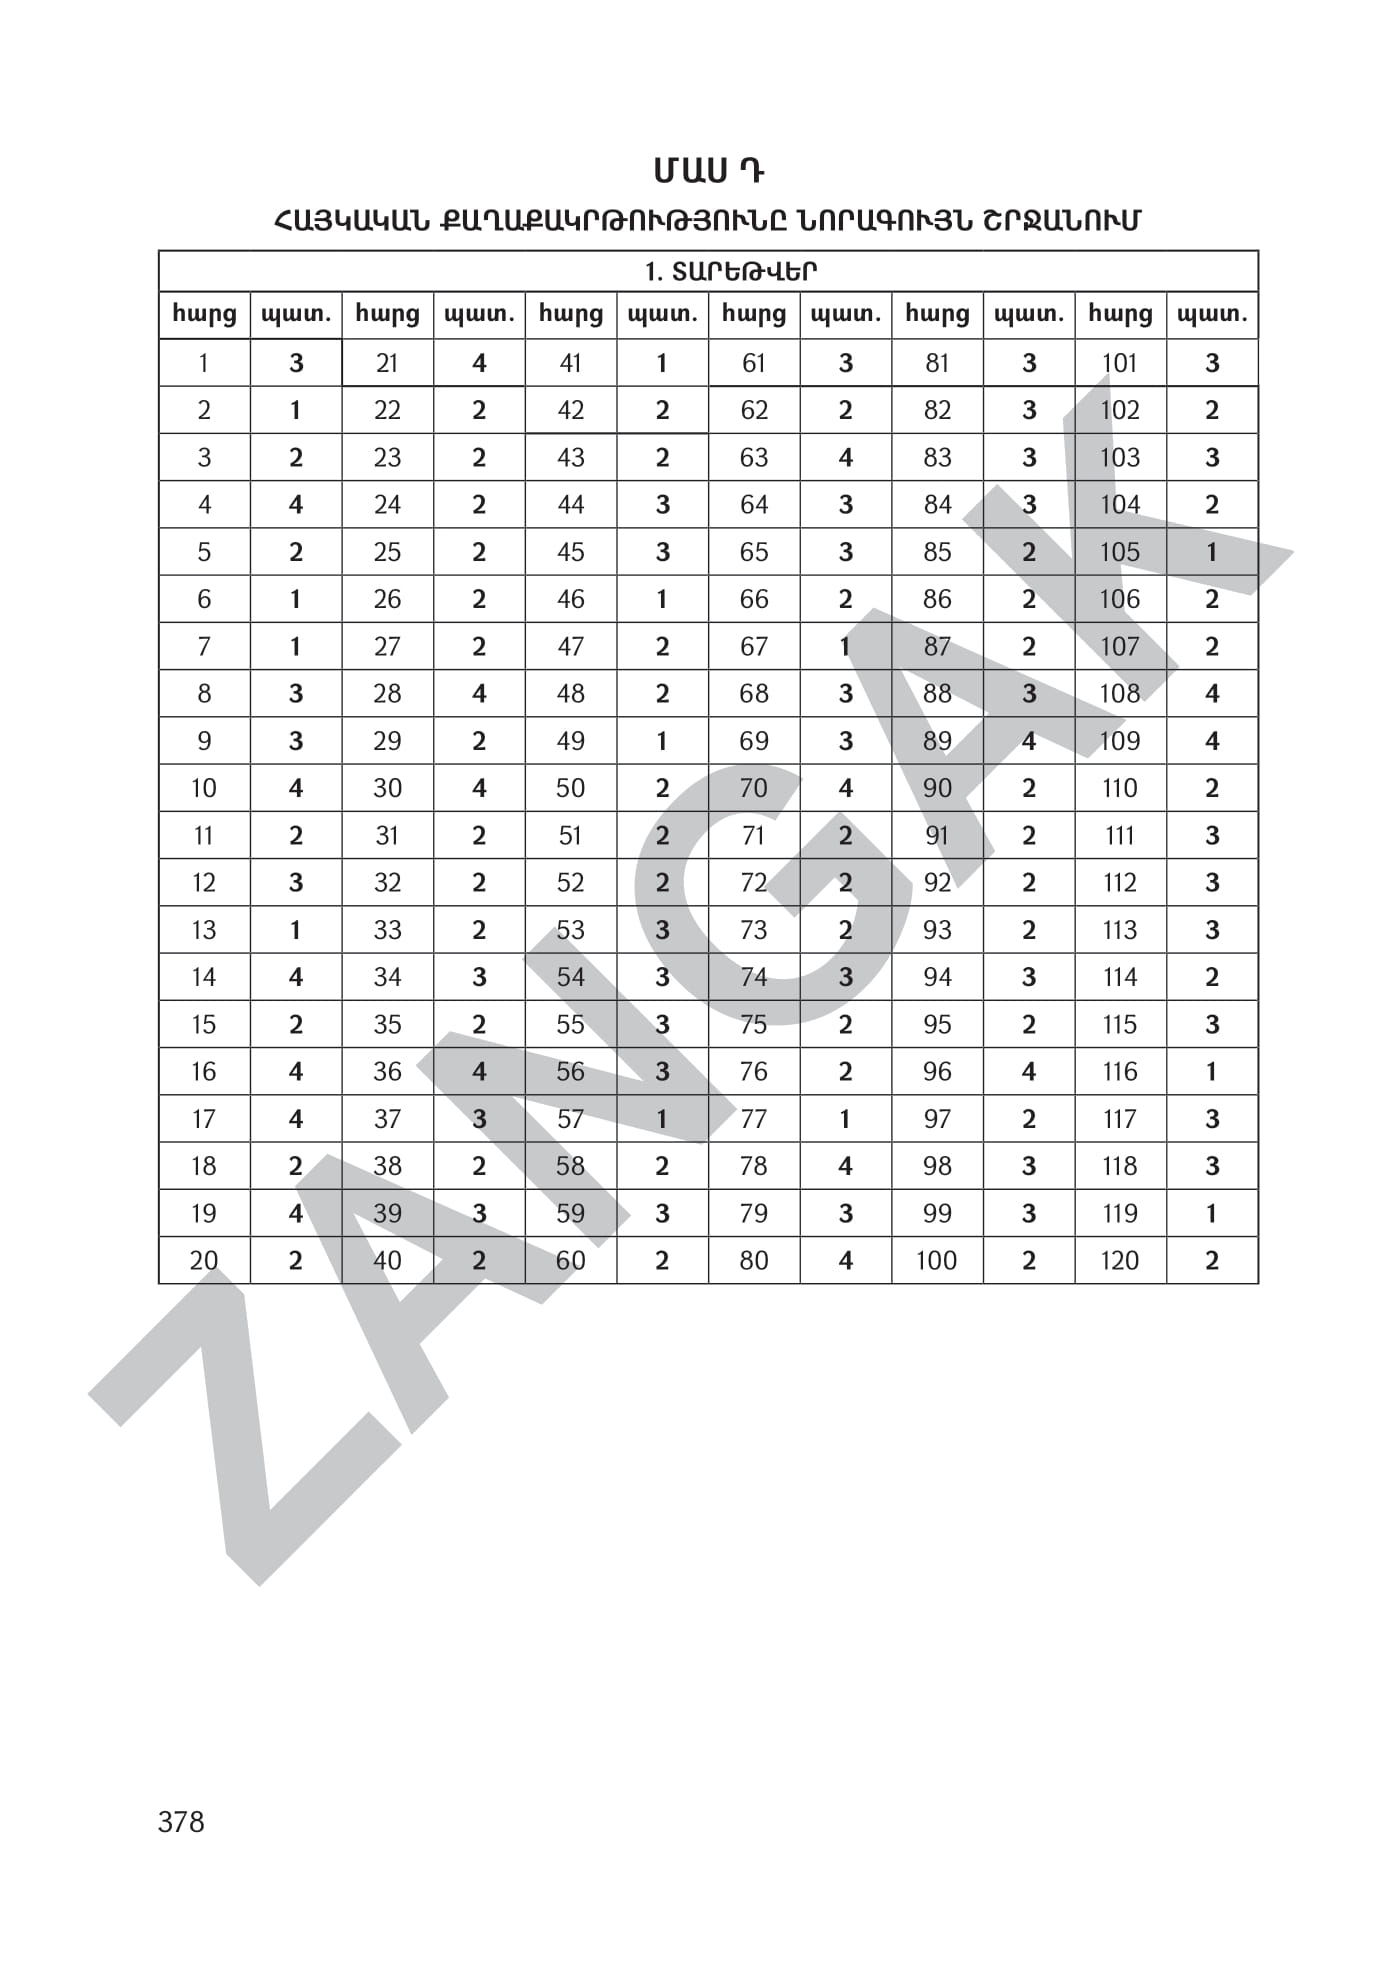 ՄԱՍ Դ
ՀԱՅԿԱԿԱՆ ՔԱՂԱՔԱԿՐԹՈՒԹՅՈՒՆԸ ՆՈՐԱԳՈՒՅՆ ՇՐՋԱՆՈՒՄ
1. ՏԱՐԵԹՎԵՐ
հարց պատ. հարց պատ. հարց պատ. հարց պատ. հարց պատ. հարց պատ.
1 3 21 4 41 1 61 3 81 3 101 3
2 1 22 2 42 2 62 2 82 3 102 2
3 2 23 2 43 2 63 4 83 3 103 3
4 4 24 2 44 3 64 3 84 3 104 2
5 2 25 2 45 3 65 3 85 2 105 1
6 1 26 2 46 1 66 2 86 2 106 2
7 1 27 2 47 2 67 1 87 2 107 2
8 3 28 4 48 2 68 3 88 3 108 4
9 3 29 2 49 1 69 3 89 4 109 4
10 4 30 4 50 2 70 4 90 2 110 2
11 2 31 2 51 2 71 2 91 2 111 3
12 3 32 2 52 2 72 2 92 2 112 3
13 1 33 2 53 3 73 2 93 2 113 3
14 4 34 3 54 3 74 3 94 3 114 2
15 2 35 2 55 3 75 2 95 2 115 3
16 4 36 4 56 3 76 2 96 4 116 1
17 4 37 3 57 1 77 1 97 2 117 3
18 2 38 2 58 2 78 4 98 3 118 3
19 4 39 3 59 3 79 3 99 3 119 1
20 2 40 2 60 2 80 4 100 2 120 2
ZANGAK
378